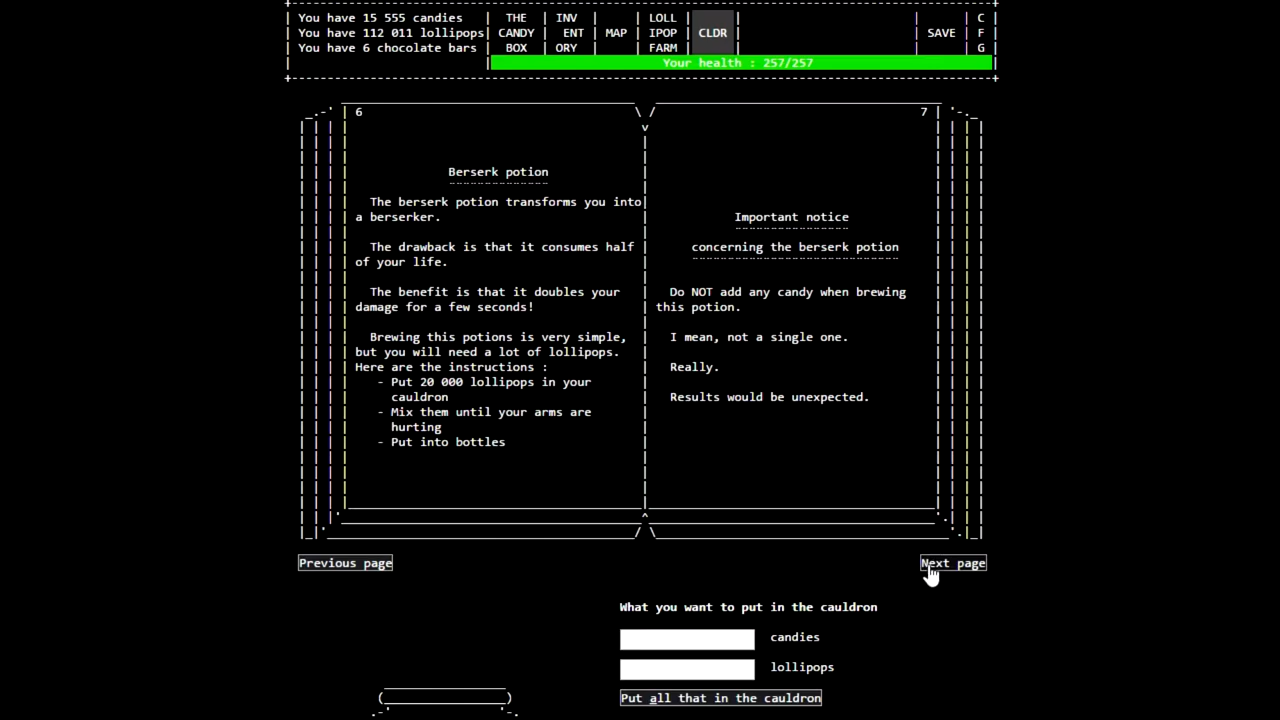 You have 15 555 candies
You have 112 011 lollipops
You have 6 chocolate bars
THE
CANDY
BOX
INV
ENT
ORY
MAP
LOLL
IPOP
FARM
CLDR
SAVE
C
F
G
Your health : 257/257
6
Berserk potion
The berserk potion transforms you into
a berserker.
The drawback is that it consumes half
of your life.
The benefit is that it doubles your
damage for a few seconds!
Brewing this potions is very simple,
but you will need a lot of lollipops.
Here are the instructions :
- Put 20 000 lollipops in your
cauldron
- Mix them until your arms are
hurting
- Put into bottles
7
Important notice
concerning the berserk potion
Do NOT add any candy when brewing
this potion.
I mean, not a single one.
Really.
Results would be unexpected.
Previous page
Next page
What you want to put in the cauldron
candies
lollipops
Put all that in the cauldron